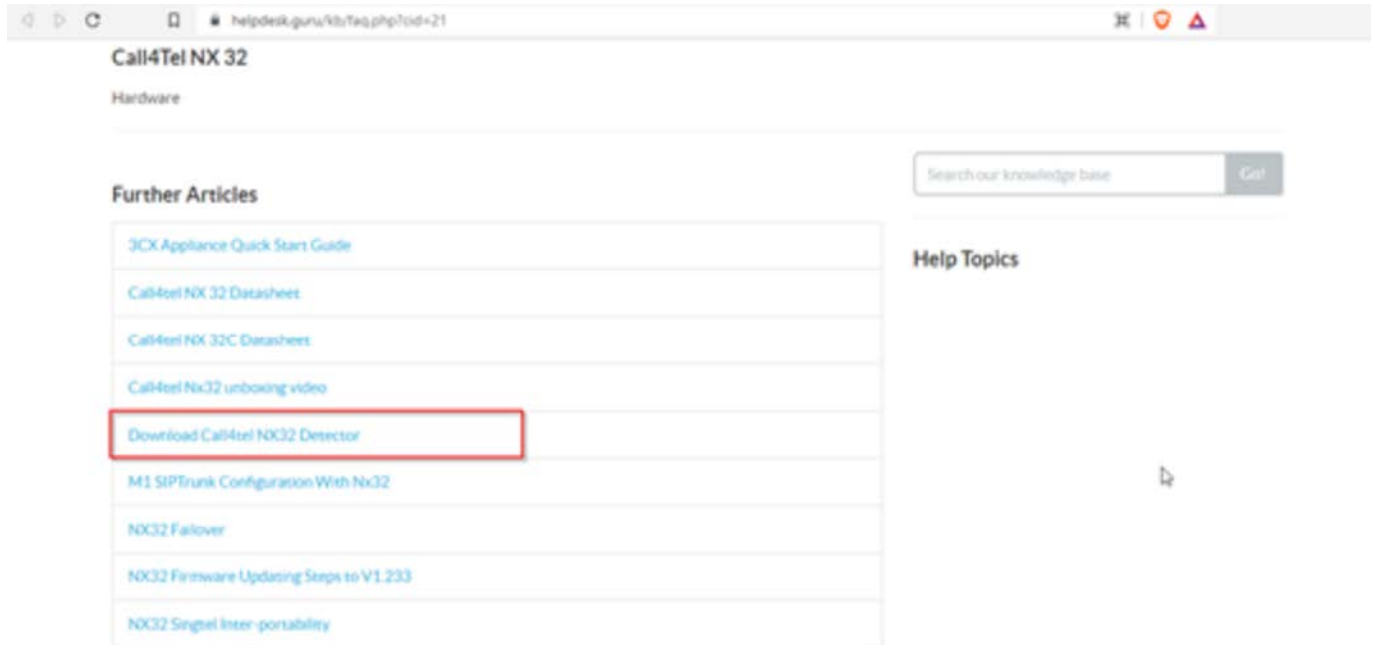 helpdesk.guru/kb/faq.php?cid=21
Call4Tel NX 32
Hardware
Search our knowledge base
Go!
Further Articles
Help Topics
3CX Appliance Quick Start Guide
Call4tel NX 32 Datasheet
Call4tel NX 32C Datasheet
Call4tel Nx32 unboxing video
Download Call4tel NX32 Detector
M1 SIPTrunk Configuration With Nx32
NX32 Failover
NX32 Firmware Updating Steps to V1.233
NX32 Singtel Inter-portability